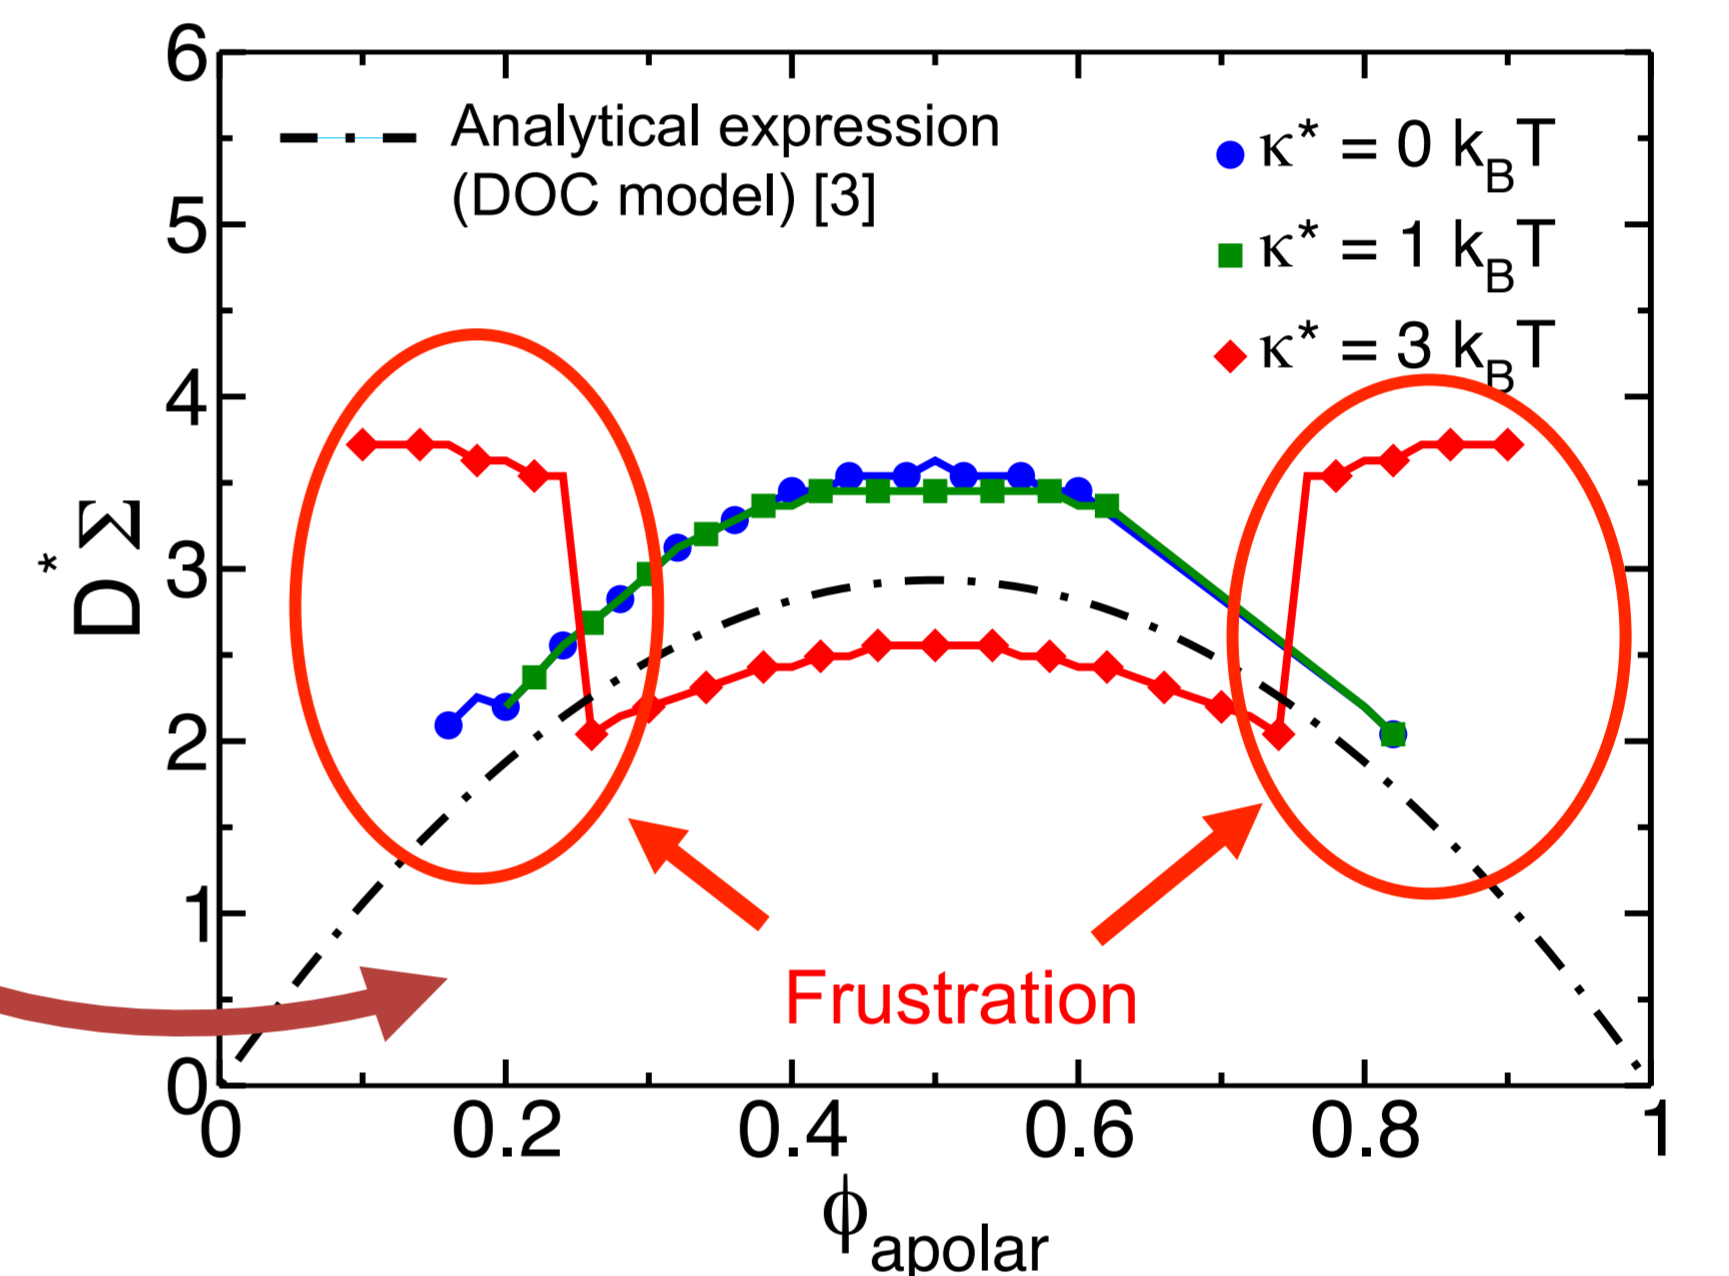 6
5
4
3
2
1
0
0 0.2 0.4 0.6 0.8 1
D* Σ
ϕapolar
Analytical expression
(DOC model) [3]
κ* = 0 kBT
κ* = 1 kBT
κ* = 3 kBT
Frustration